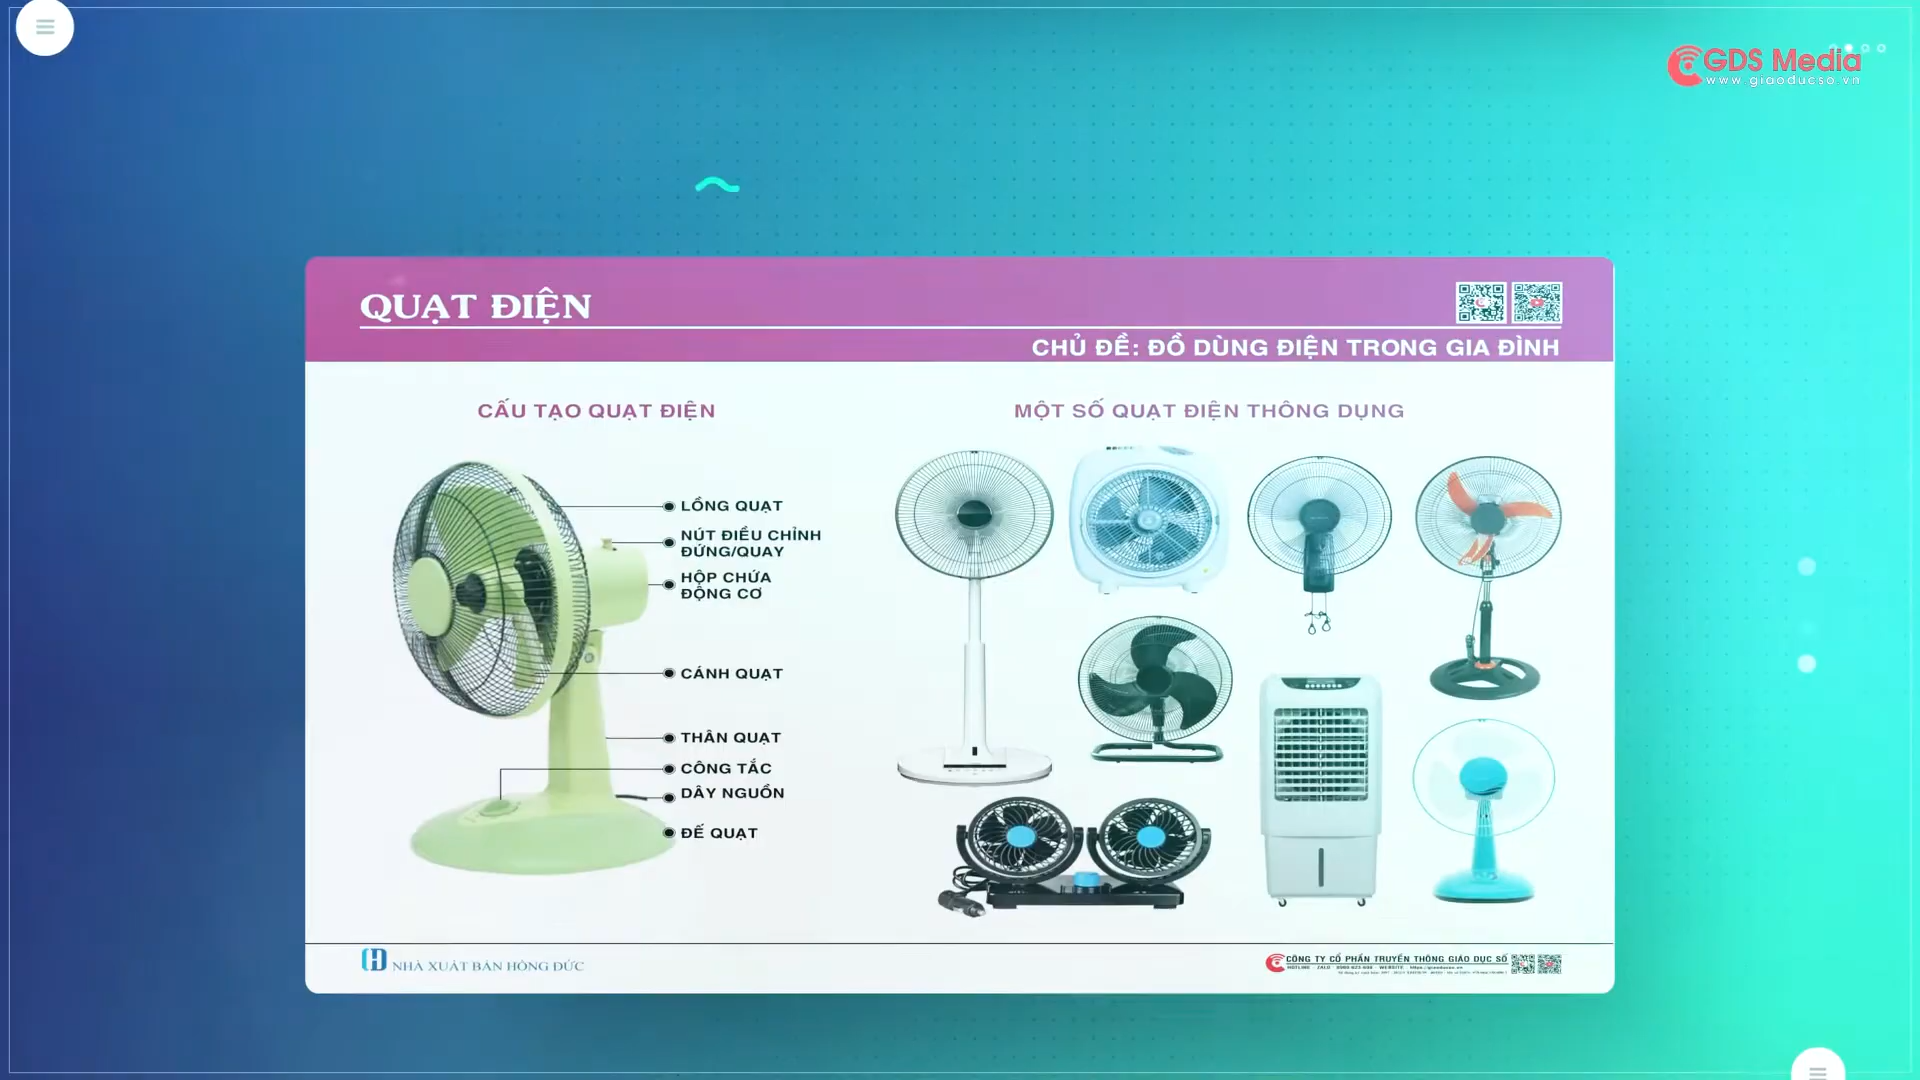 GDS Media
www.giaoducso.vn
QUẠT ĐIỆN
CHỦ ĐỀ: ĐỒ DÙNG ĐIỆN TRONG GIA ĐÌNH
CẤU TẠO QUẠT ĐIỆN
LỒNG QUẠT
NÚT ĐIỀU CHỈNH
ĐỨNG/QUAY
HỘP CHỨA
ĐỘNG CƠ
CÁNH QUẠT
THÂN QUẠT
CÔNG TẮC
DÂY NGUỒN
ĐẾ QUẠT
MỘT SỐ QUẠT ĐIỆN THÔNG DỤNG
NHÀ XUẤT BẢN HỒNG ĐỨC
CÔNG TY CỔ PHẦN TRUYỀN THÔNG GIÁO DỤC SỐ